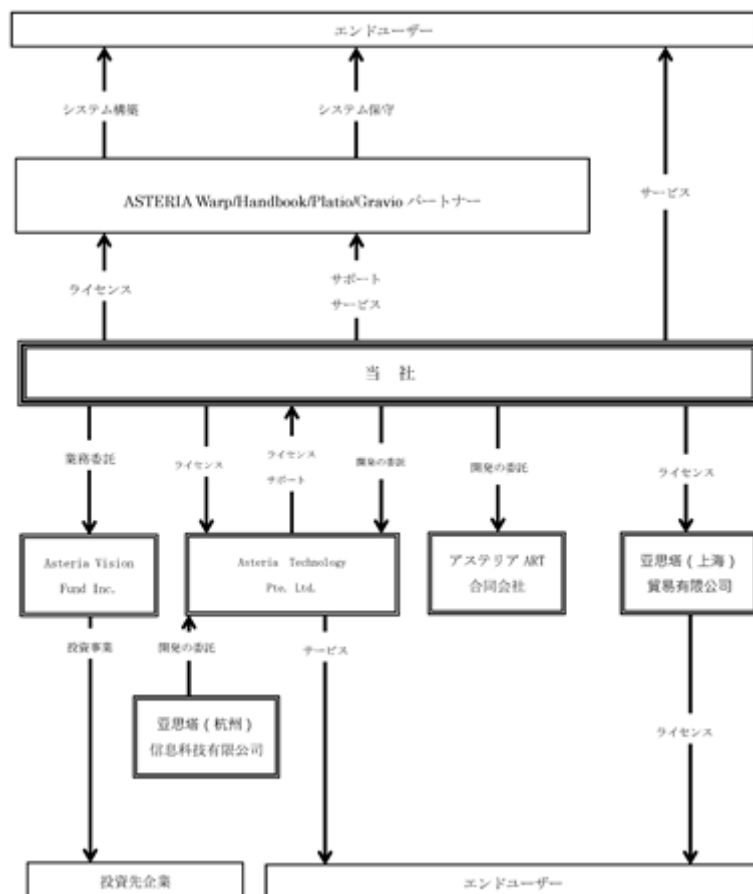 エンドユーザー
システム構築
システム保守
サービス
ASTERIA Warp/Handbook/Platio/Gravio パートナー
ライセンス
サポート
サービス
当 社
業務委託
ライセンス
ライセンス
サポート
開発の委託
開発の委託
ライセンス
Asteria Vision
Fund Inc.
Asteria Technology
Pte. Ltd.
アステリア ART
合同会社
亚思塔（上海）
貿易有限公司
投資事業
開発の委託
サービス
亚思塔（杭州）
信息科技有限公司
ライセンス
投資先企業
エンドユーザー